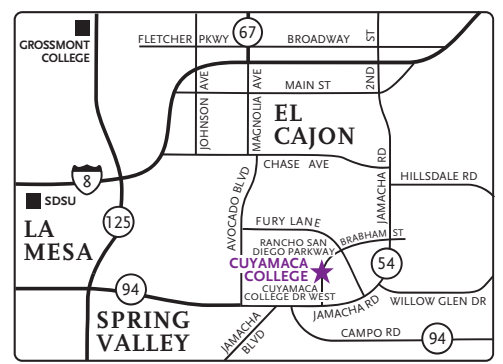 GROSSMONT
COLLEGE
FLETCHER PKWY
67
BROADWAY
2ND ST
JOHNSON AVE
MAGNOLIA AVE
MAIN ST
EL
CAJON
CHASE AVE
JAMACHA RD
HILLSDALE RD
8
SDSU
125
LA
MESA
AVOCADO BLVD
FURY LANE
RANCHO SAN
DIEGO PARKWAY
BRABHAM ST
CUYAMACA
COLLEGE
54
94
CUYAMACA
COLLEGE DR WEST
JAMACHA RD
WILLOW GLEN DR
SPRING
VALLEY
JAMACHA
BLVD
CAMPO RD
94